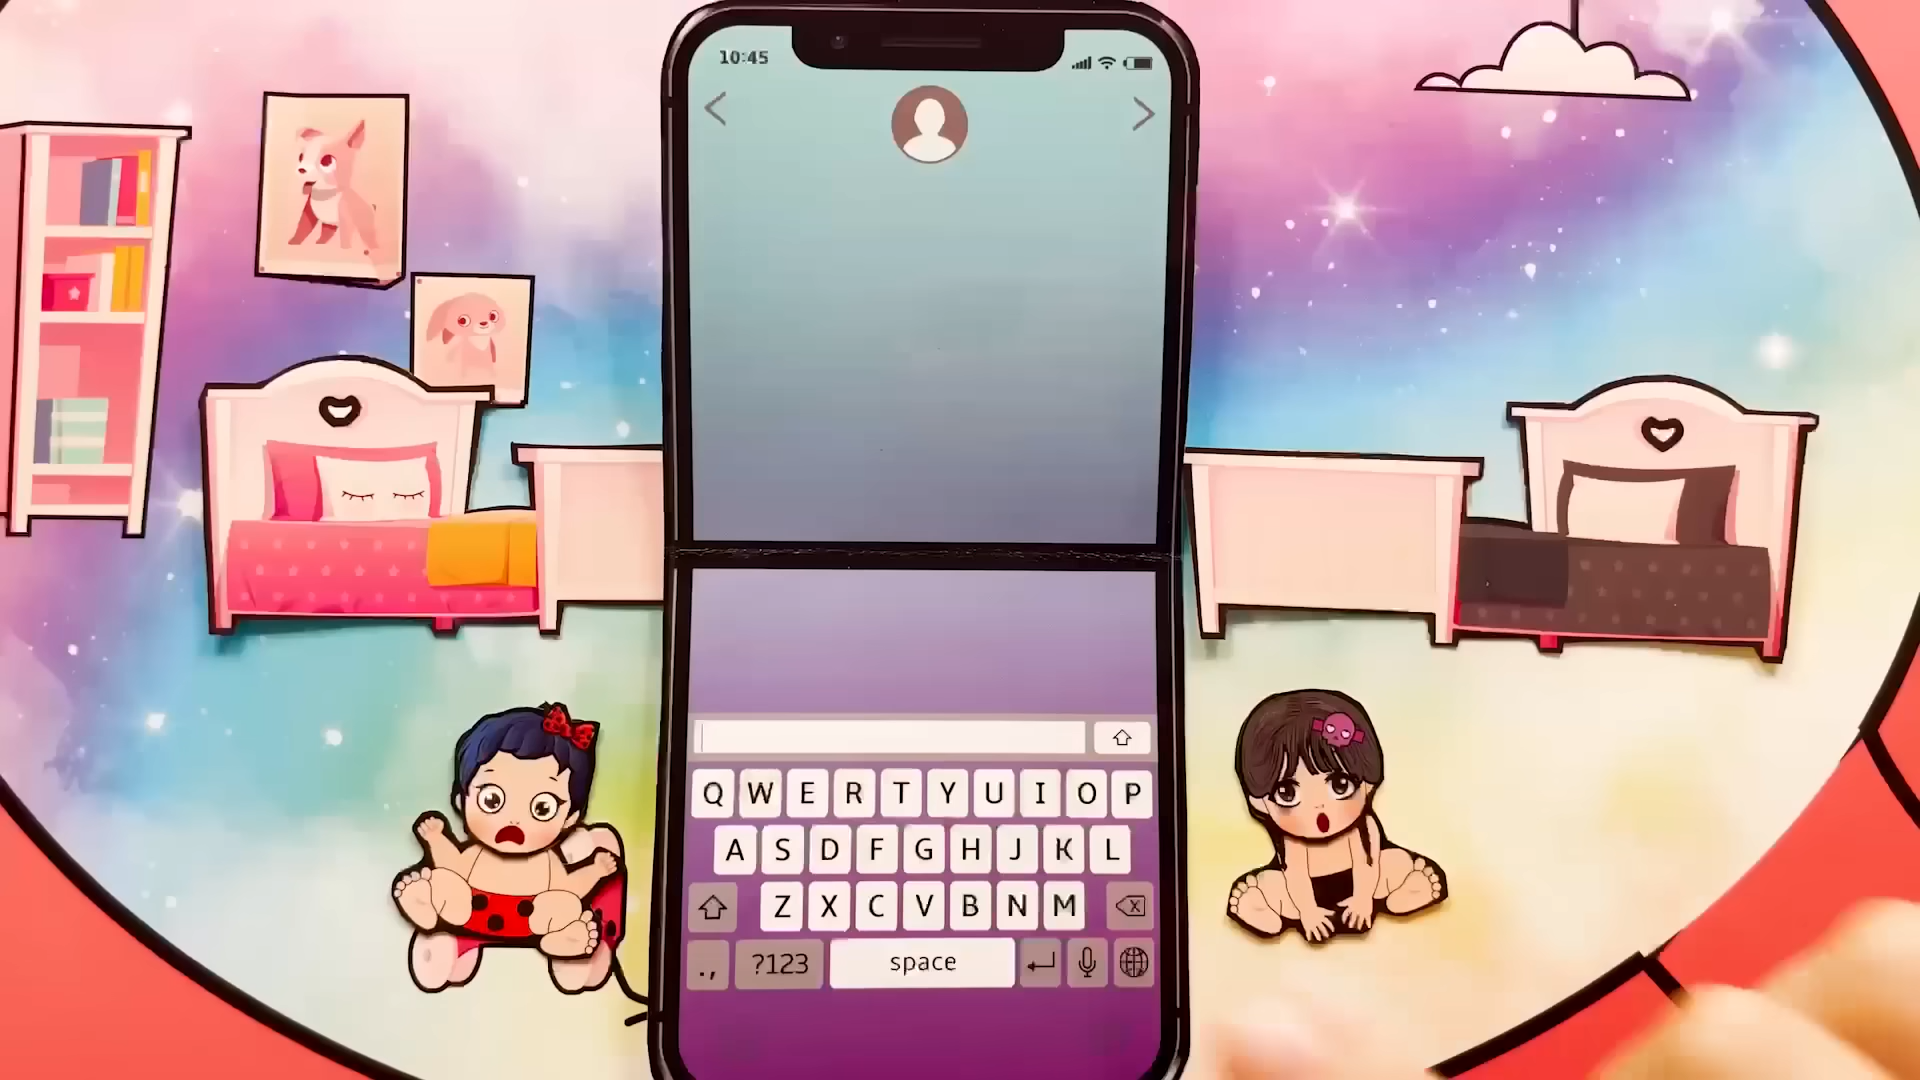 10:45
Q W E R T Y U I O P
A S D F G H J K L
Z X C V B N M
., ?123 space